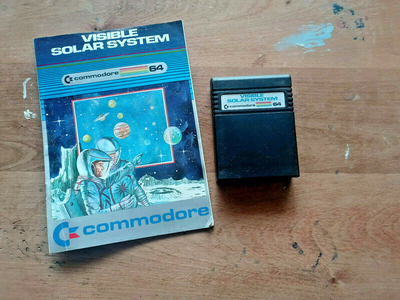 VISIBLE
SOLAR SYSTEM
commodore 64
commodore
VISIBLE
SOLAR SYSTEM
commodore 64